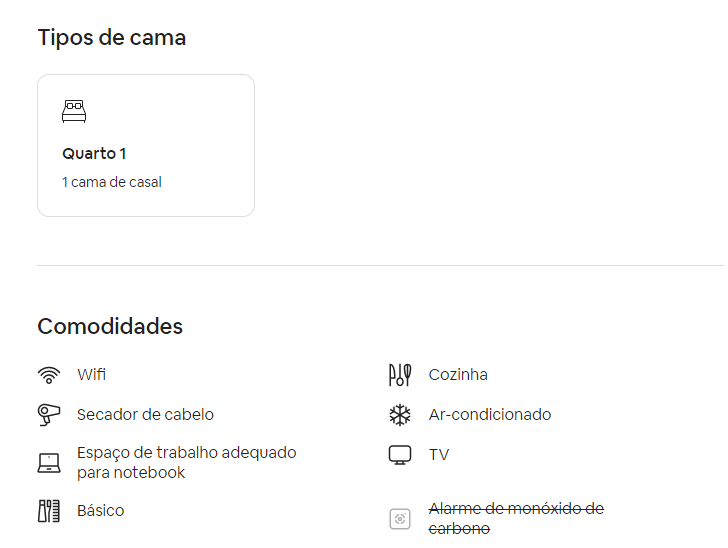 Tipos de cama
Quarto 1
1 cama de casal
Comodidades
Wifi
Cozinha
Secador de cabelo
Ar-condicionado
Espaço de trabalho adequado
para notebook
TV
Básico
Alarme de monóxido de
carbono